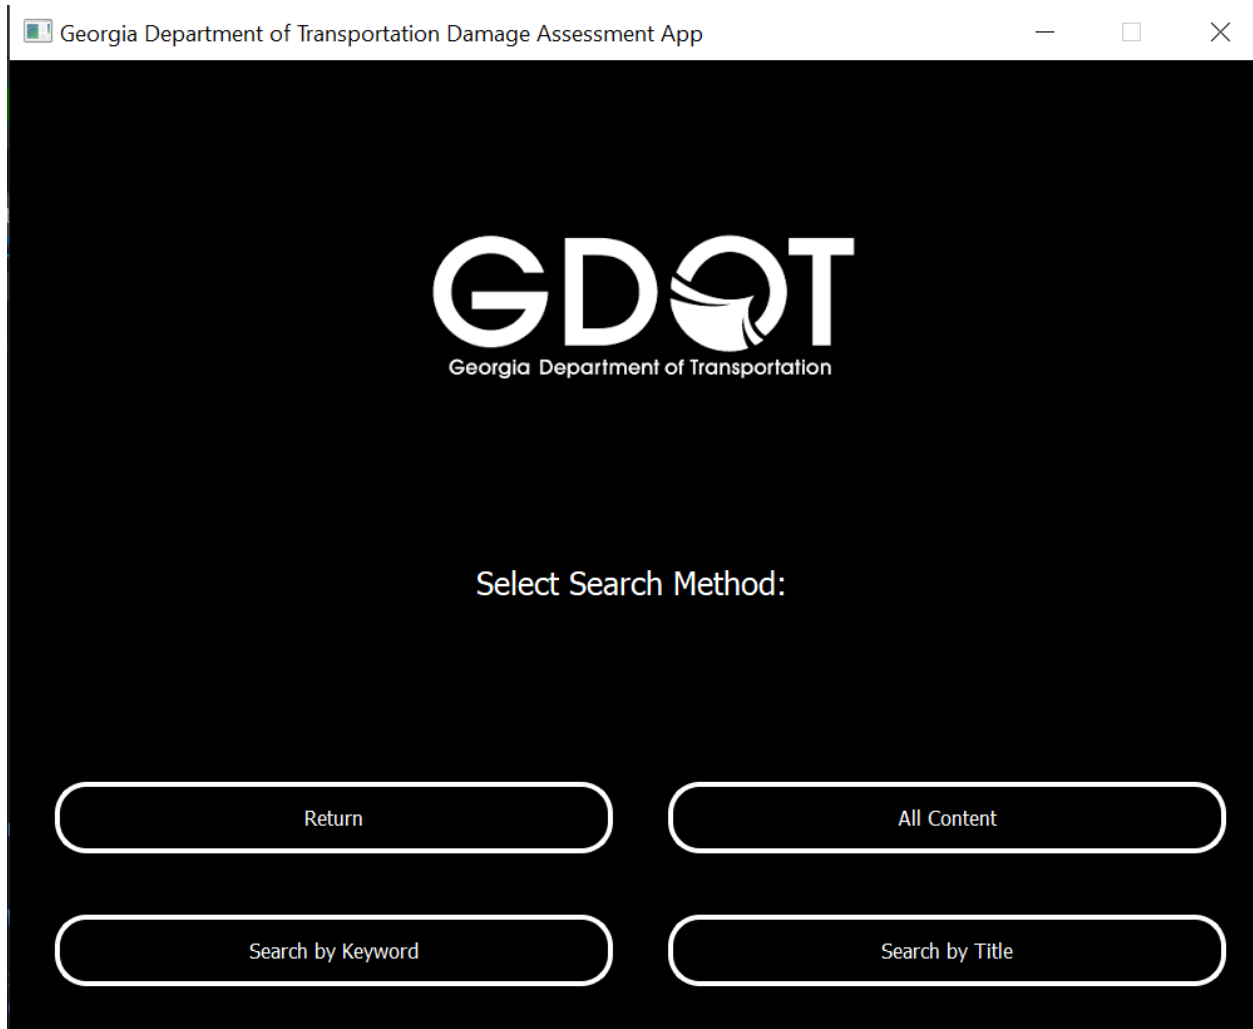 Georgia Department of Transportation Damage Assessment App
GDOT
Georgia Department of Transportation
Select Search Method:
Return
All Content
Search by Keyword
Search by Title